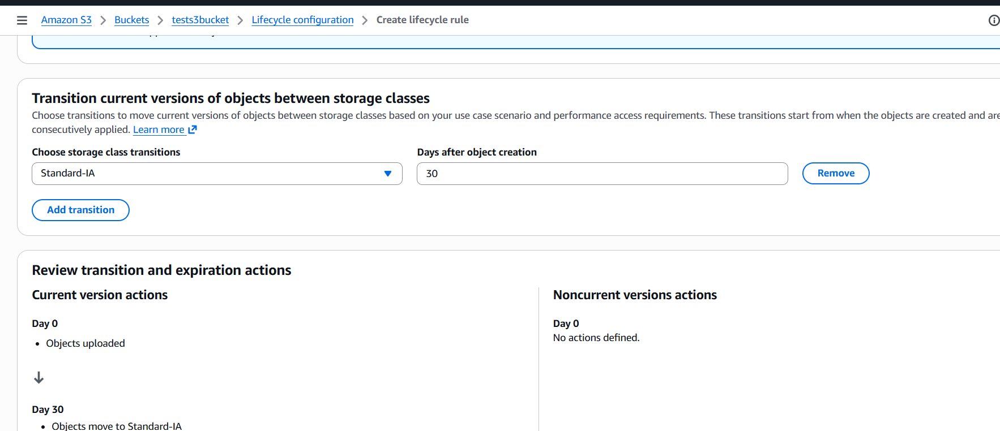 Amazon S3 > Buckets > tests3bucket > Lifecycle configuration > Create lifecycle rule
Transition current versions of objects between storage classes
Choose transitions to move current versions of objects between storage classes based on your use case scenario and performance access requirements. These transitions start from when the objects are created and are
consecutively applied. Learn more
Choose storage class transitions
Days after object creation
Standard-IA
30
Remove
Add transition
Review transition and expiration actions
Current version actions
Day 0
• Objects uploaded
Day 30
• Objects move to Standard-IA
Noncurrent versions actions
Day 0
No actions defined.